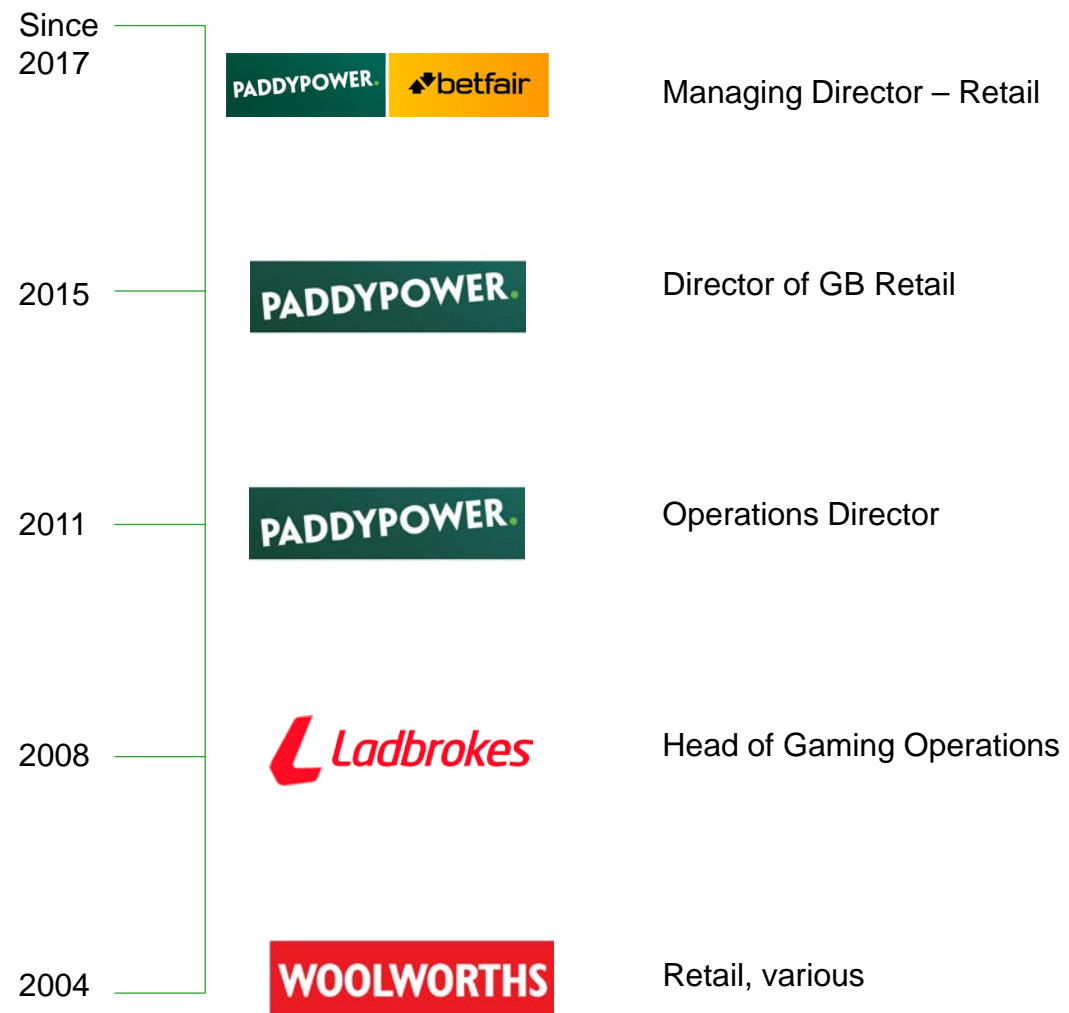 Since
2017
PADDYPOWER. betfair
Managing Director – Retail
2015
PADDYPOWER.
Director of GB Retail
2011
PADDYPOWER.
Operations Director
2008
Ladbrokes
Head of Gaming Operations
2004
WOOLWORTHS
Retail, various